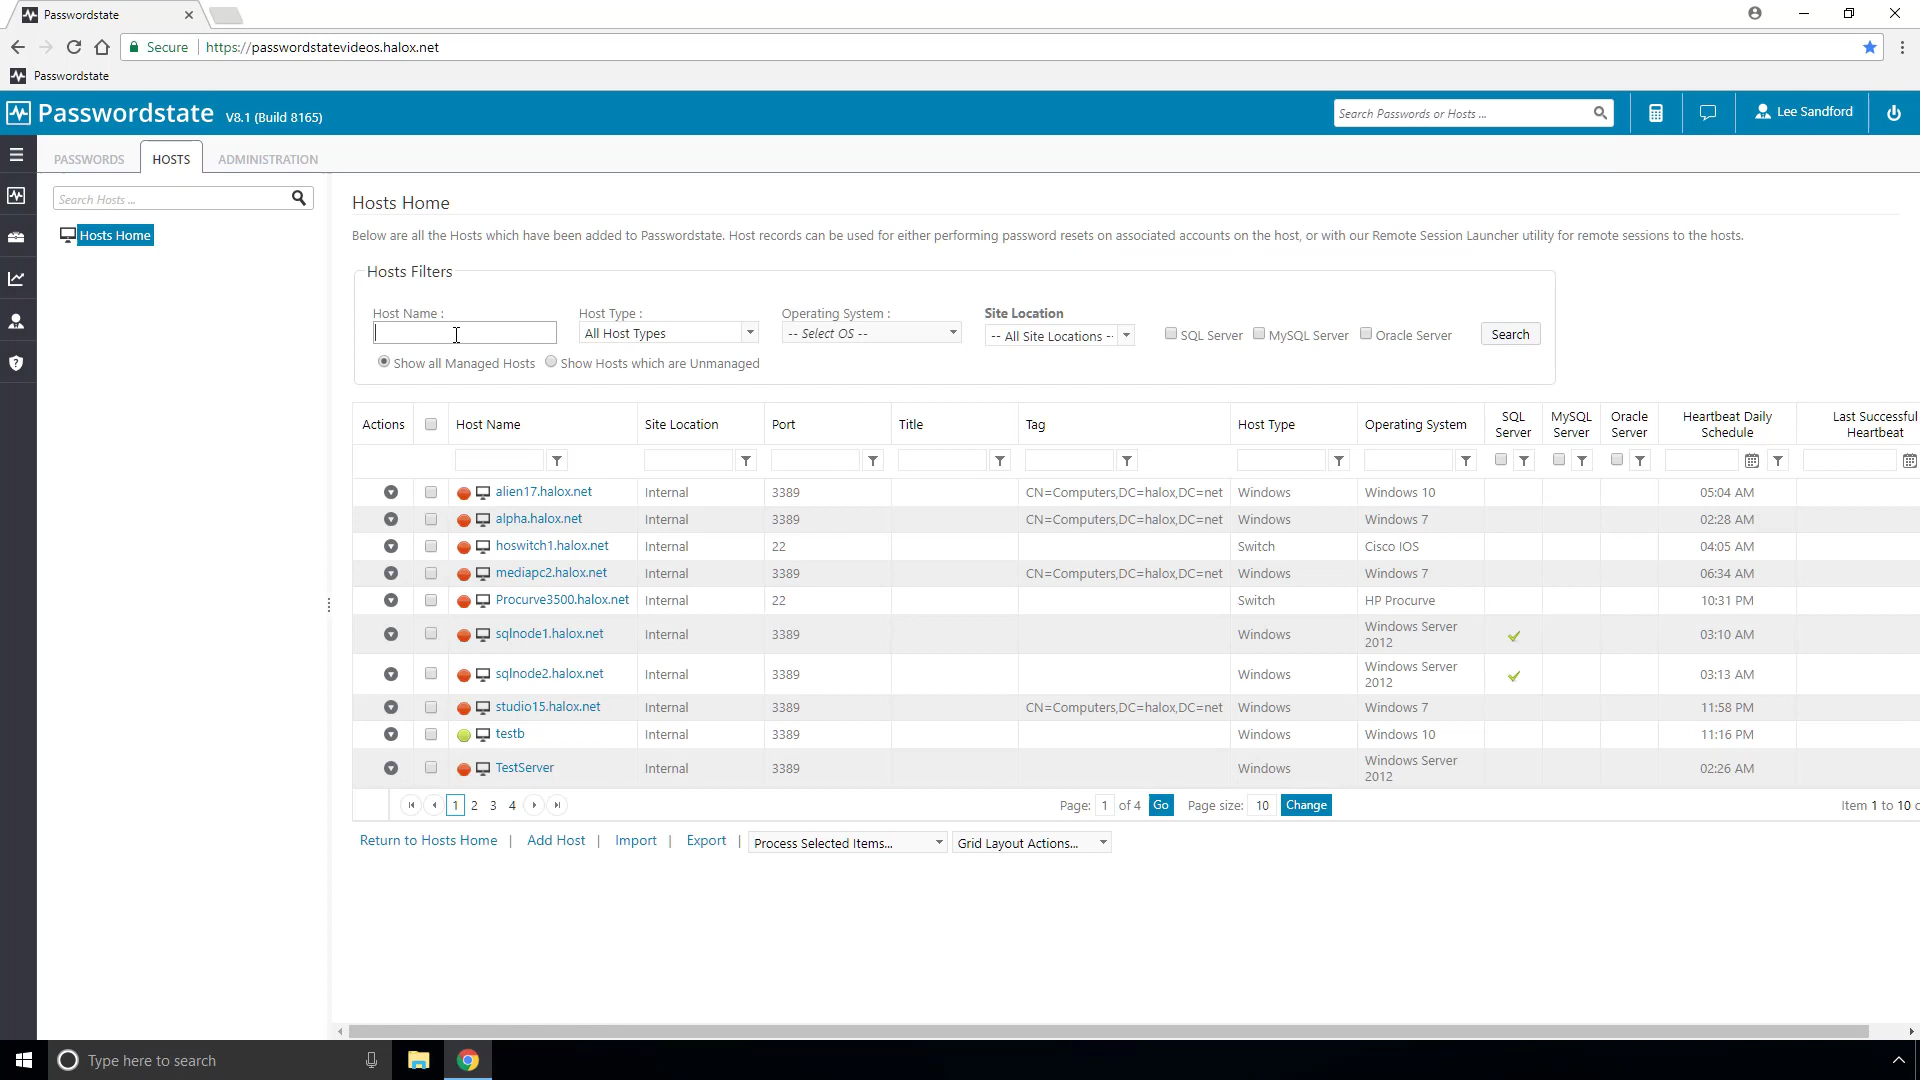 Passwordstate
Secure https://passwordstatevideos.halox.net
Passwordstate
Passwordstate V8.1 (Build 8165)
Search Passwords or Hosts ...
Lee Sandford
PASSWORDS HOSTS ADMINISTRATION
Search Hosts ...
Hosts Home
Hosts Home
Below are all the Hosts which have been added to Passwordstate. Host records can be used for either performing password resets on associated accounts on the host, or with our Remote Session Launcher utility for remote sessions to the hosts.
Hosts Filters
Host Name : Host Type : Operating System : Site Location
All Host Types -- Select OS -- -- All Site Locations -- SQL Server MySQL Server Oracle Server Search
Show all Managed Hosts Show Hosts which are Unmanaged
Actions Host Name Site Location Port Title Tag Host Type Operating System SQL Server MySQL Server Oracle Server Heartbeat Daily Schedule Last Successful Heartbeat
alien17.halox.net Internal 3389 CN=Computers,DC=halox,DC=net Windows Windows 10 05:04 AM
alpha.halox.net Internal 3389 CN=Computers,DC=halox,DC=net Windows Windows 7 02:28 AM
hoswitch1.halox.net Internal 22 Switch Cisco IOS 04:05 AM
mediapc2.halox.net Internal 3389 CN=Computers,DC=halox,DC=net Windows Windows 7 06:34 AM
Procurve3500.halox.net Internal 22 Switch HP Procurve 10:31 PM
sqlnode1.halox.net Internal 3389 Windows Windows Server 2012 03:10 AM
sqlnode2.halox.net Internal 3389 Windows Windows Server 2012 03:13 AM
studio15.halox.net Internal 3389 CN=Computers,DC=halox,DC=net Windows Windows 7 11:58 PM
testb Internal 3389 Windows Windows 10 11:16 PM
TestServer Internal 3389 Windows Windows Server 2012 02:26 AM
1 2 3 4 Page: 1 of 4 Go Page size: 10 Change Item 1 to 10
Return to Hosts Home | Add Host | Import | Export | Process Selected Items... Grid Layout Actions...
Type here to search